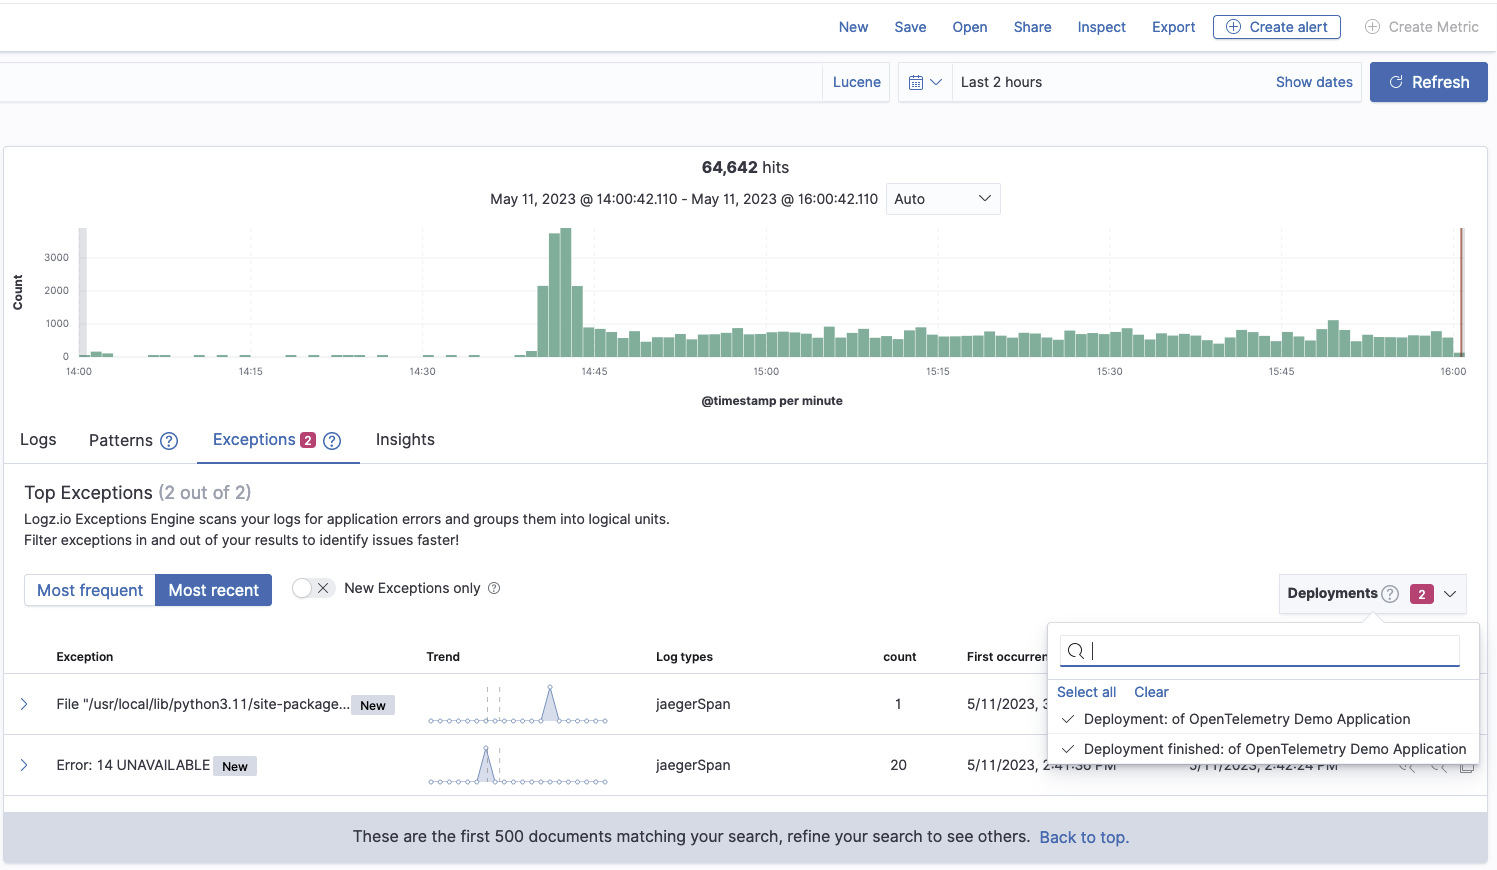 New Save Open Share Inspect Export Create alert Create Metric
Lucene Last 2 hours Show dates Refresh
64,642 hits
May 11, 2023 @ 14:00:42.110 - May 11, 2023 @ 16:00:42.110 Auto
Count
3000
2000
1000
0
14:00 14:15 14:30 14:45 15:00 15:15 15:30 15:45 16:00
@timestamp per minute
Logs Patterns ? Exceptions 2 ? Insights
Top Exceptions (2 out of 2)
Logz.io Exceptions Engine scans your logs for application errors and groups them into logical units.
Filter exceptions in and out of your results to identify issues faster!
Most frequent Most recent New Exceptions only ? Deployments ? 2
Exception Trend Log types count First occurren
Select all Clear
Deployment: of OpenTelemetry Demo Application
Deployment finished: of OpenTelemetry Demo Application
File "/usr/local/lib/python3.11/site-package... New jaegerSpan 1 5/11/2023,
Error: 14 UNAVAILABLE New jaegerSpan 20 5/11/2023, 2:41:36 PM 5/11/2023, 2:42:24 PM
These are the first 500 documents matching your search, refine your search to see others. Back to top.